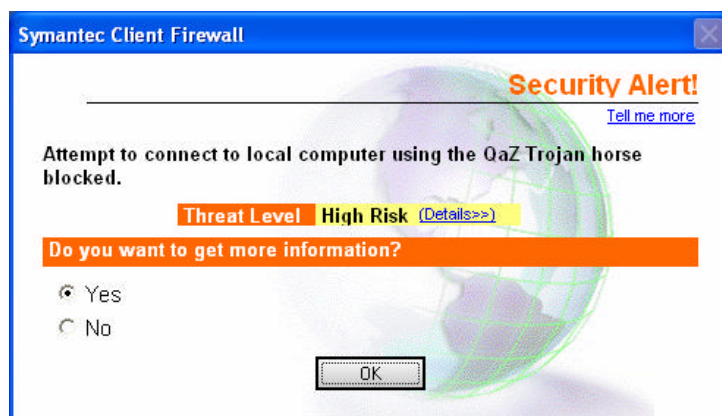 Symantec Client Firewall
Security Alert!
Tell me more
Attempt to connect to local computer using the QaZ Trojan horse
blocked.
Threat Level High Risk (Details>>)
Do you want to get more information?
Yes
No
OK